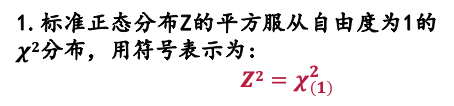 1. 标准正态分布Z的平方服从自由度为1的
χ²分布，用符号表示为：
Z² = χ²₍₁₎